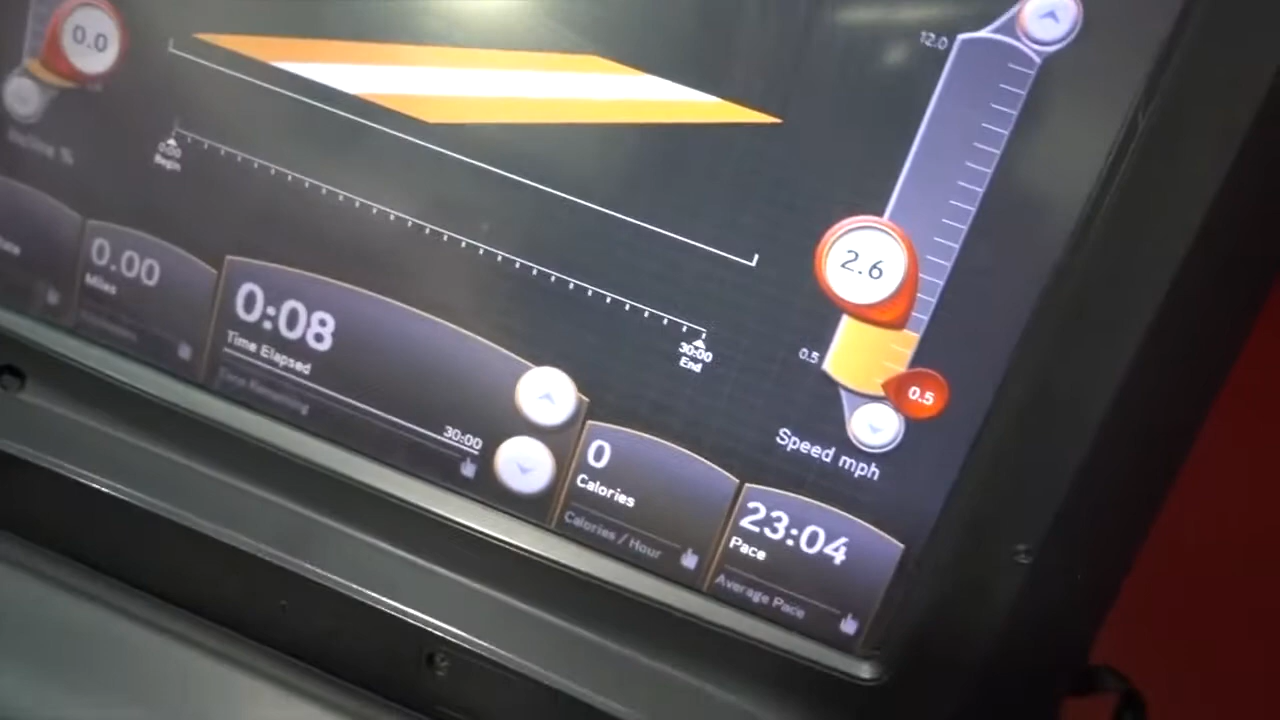 0.0
Incline %
12.0
2.6
0.5
0.5
Speed mph
0:00
Begin
30:00
End
0.00
Miles
0:08
Time Elapsed
Time Remaining
30:00
0
Calories
Calories / Hour
23:04
Pace
Average Pace